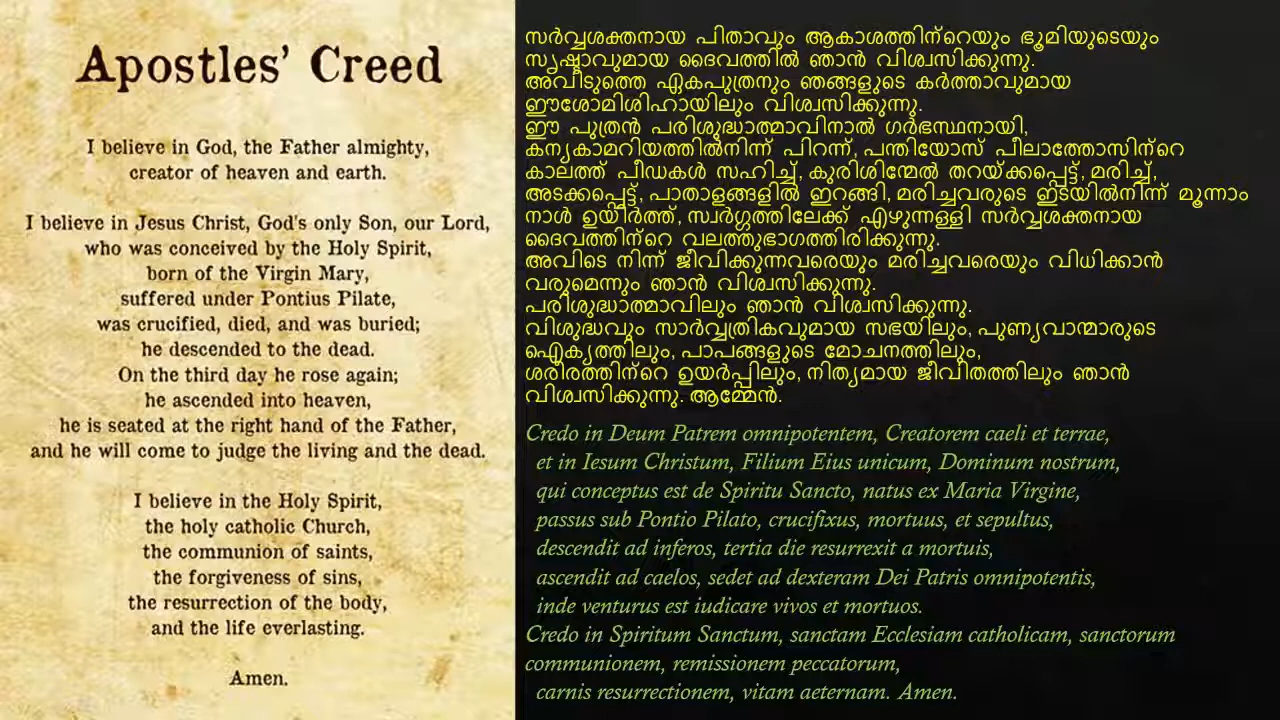 Apostles’ Creed
I believe in God, the Father almighty,
creator of heaven and earth.
I believe in Jesus Christ, God's only Son, our Lord,
who was conceived by the Holy Spirit,
born of the Virgin Mary,
suffered under Pontius Pilate,
was crucified, died, and was buried;
he descended to the dead.
On the third day he rose again;
he ascended into heaven,
he is seated at the right hand of the Father,
and he will come to judge the living and the dead.
I believe in the Holy Spirit,
the holy catholic Church,
the communion of saints,
the forgiveness of sins,
the resurrection of the body,
and the life everlasting.
Amen.
സർവ്വശക്തനായ പിതാവും ആകാശത്തിന്റെയും ഭൂമിയുടെയും
സൃഷ്ടാവുമായ ദൈവത്തിൽ ഞാൻ വിശ്വസിക്കുന്നു.
അവിടുത്തെ ഏകപുത്രനും ഞങ്ങളുടെ കർത്താവുമായ
ഈശോമിശിഹായിലും വിശ്വസിക്കുന്നു.
ഈ പുത്രൻ പരിശുദ്ധാത്മാവിനാൽ ഗർഭസ്ഥനായി,
കന്യകാമറിയത്തിൽനിന്ന് പിറന്ന്, പന്തിയോസ് പീലാത്തോസിന്റെ
കാലത്ത് പീഡകൾ സഹിച്ച്, കുരിശിന്മേൽ തറയ്ക്കപ്പെട്ട്, മരിച്ച്,
അടക്കപ്പെട്ട്, പാതാളങ്ങളിൽ ഇറങ്ങി, മരിച്ചവരുടെ ഇടയിൽനിന്ന് മൂന്നാം
നാൾ ഉയിർത്ത്, സ്വർഗ്ഗത്തിലേക്ക് എഴുന്നള്ളി സർവ്വശക്തനായ
ദൈവത്തിന്റെ വലത്തുഭാഗത്തിരിക്കുന്നു.
അവിടെ നിന്ന് ജീവിക്കുന്നവരെയും മരിച്ചവരെയും വിധിക്കാൻ
വരുമെന്നും ഞാൻ വിശ്വസിക്കുന്നു.
പരിശുദ്ധാത്മാവിലും ഞാൻ വിശ്വസിക്കുന്നു.
വിശുദ്ധവും സാർവ്വത്രികവുമായ സഭയിലും, പുണ്യവാന്മാരുടെ
ഐക്യത്തിലും, പാപങ്ങളുടെ മോചനത്തിലും,
ശരീരത്തിന്റെ ഉയർപ്പിലും, നിത്യമായ ജീവിതത്തിലും ഞാൻ
വിശ്വസിക്കുന്നു. ആമ്മേൻ.
Credo in Deum Patrem omnipotentem, Creatorem caeli et terrae,
et in Iesum Christum, Filium Eius unicum, Dominum nostrum,
qui conceptus est de Spiritu Sancto, natus ex Maria Virgine,
passus sub Pontio Pilato, crucifixus, mortuus, et sepultus,
descendit ad inferos, tertia die resurrexit a mortuis,
ascendit ad caelos, sedet ad dexteram Dei Patris omnipotentis,
inde venturus est iudicare vivos et mortuos.
Credo in Spiritum Sanctum, sanctam Ecclesiam catholicam, sanctorum
communionem, remissionem peccatorum,
carnis resurrectionem, vitam aeternam. Amen.